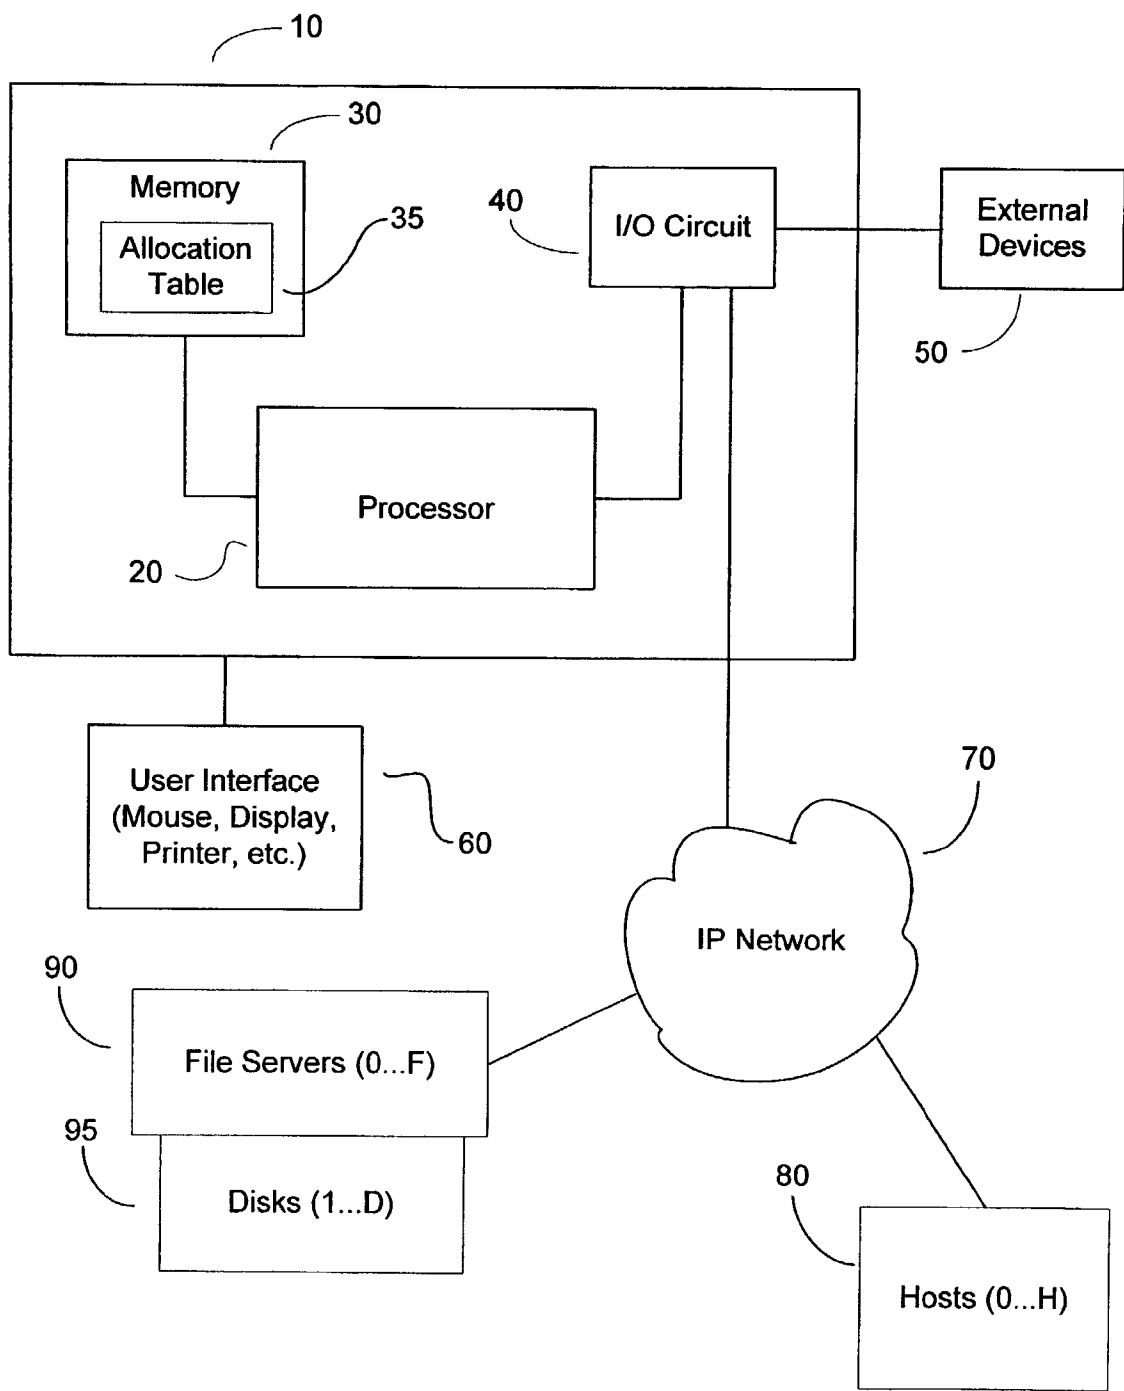 10
30
Memory
Allocation
Table
35
40
I/O Circuit
External
Devices
50
Processor
20
User Interface
(Mouse, Display,
Printer, etc.)
60
70
IP Network
90
File Servers (0...F)
95
Disks (1...D)
80
Hosts (0...H)